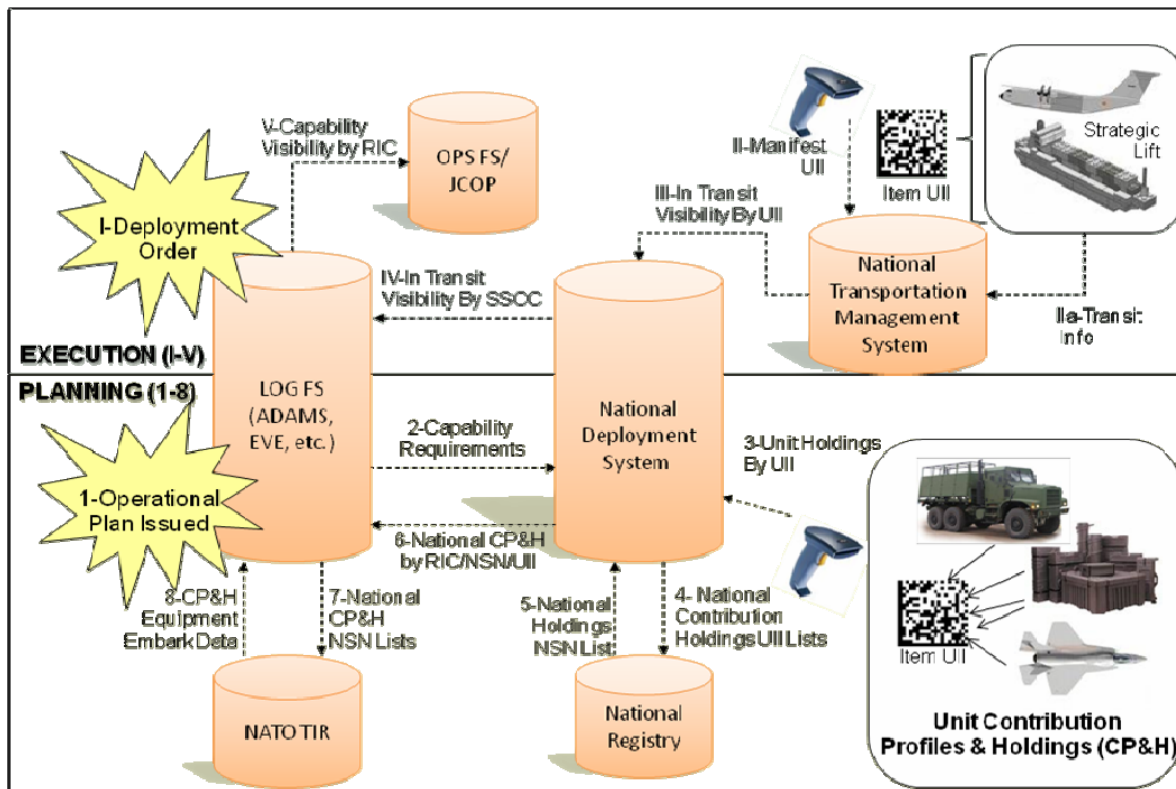 V-Capability
Visibility by RIC
OPS FS/
JCOP
I-Deployment
Order
II-Manifest
UII
Item UII
Strategic
Lift
III-In Transit
Visibility By UII
IV-In Transit
Visibility By SSCC
National
Transportation
Management
System
IIa-Transit
Info
EXECUTION (I-V)
PLANNING (1-8)
LOG FS
(ADAMS,
EVE, etc.)
National
Deployment
System
2-Capability
Requirements
3-Unit Holdings
By UII
1-Operational
Plan Issued
6-National CP&H
by RIC/NSN/UII
8-CP&H
Equipment
Embark Data
7-National
CP&H
NSN Lists
5-National
Holdings
NSN List
4- National
Contribution
Holdings UII Lists
Item UII
NATO TIR
National
Registry
Unit Contribution
Profiles & Holdings (CP&H)